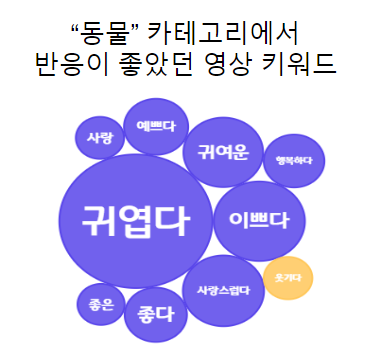 “동물” 카테고리에서
반응이 좋았던 영상 키워드
사랑
예쁘다
귀여운
행복하다
귀엽다
이쁘다
사랑스럽다
웃기다
좋은
좋다